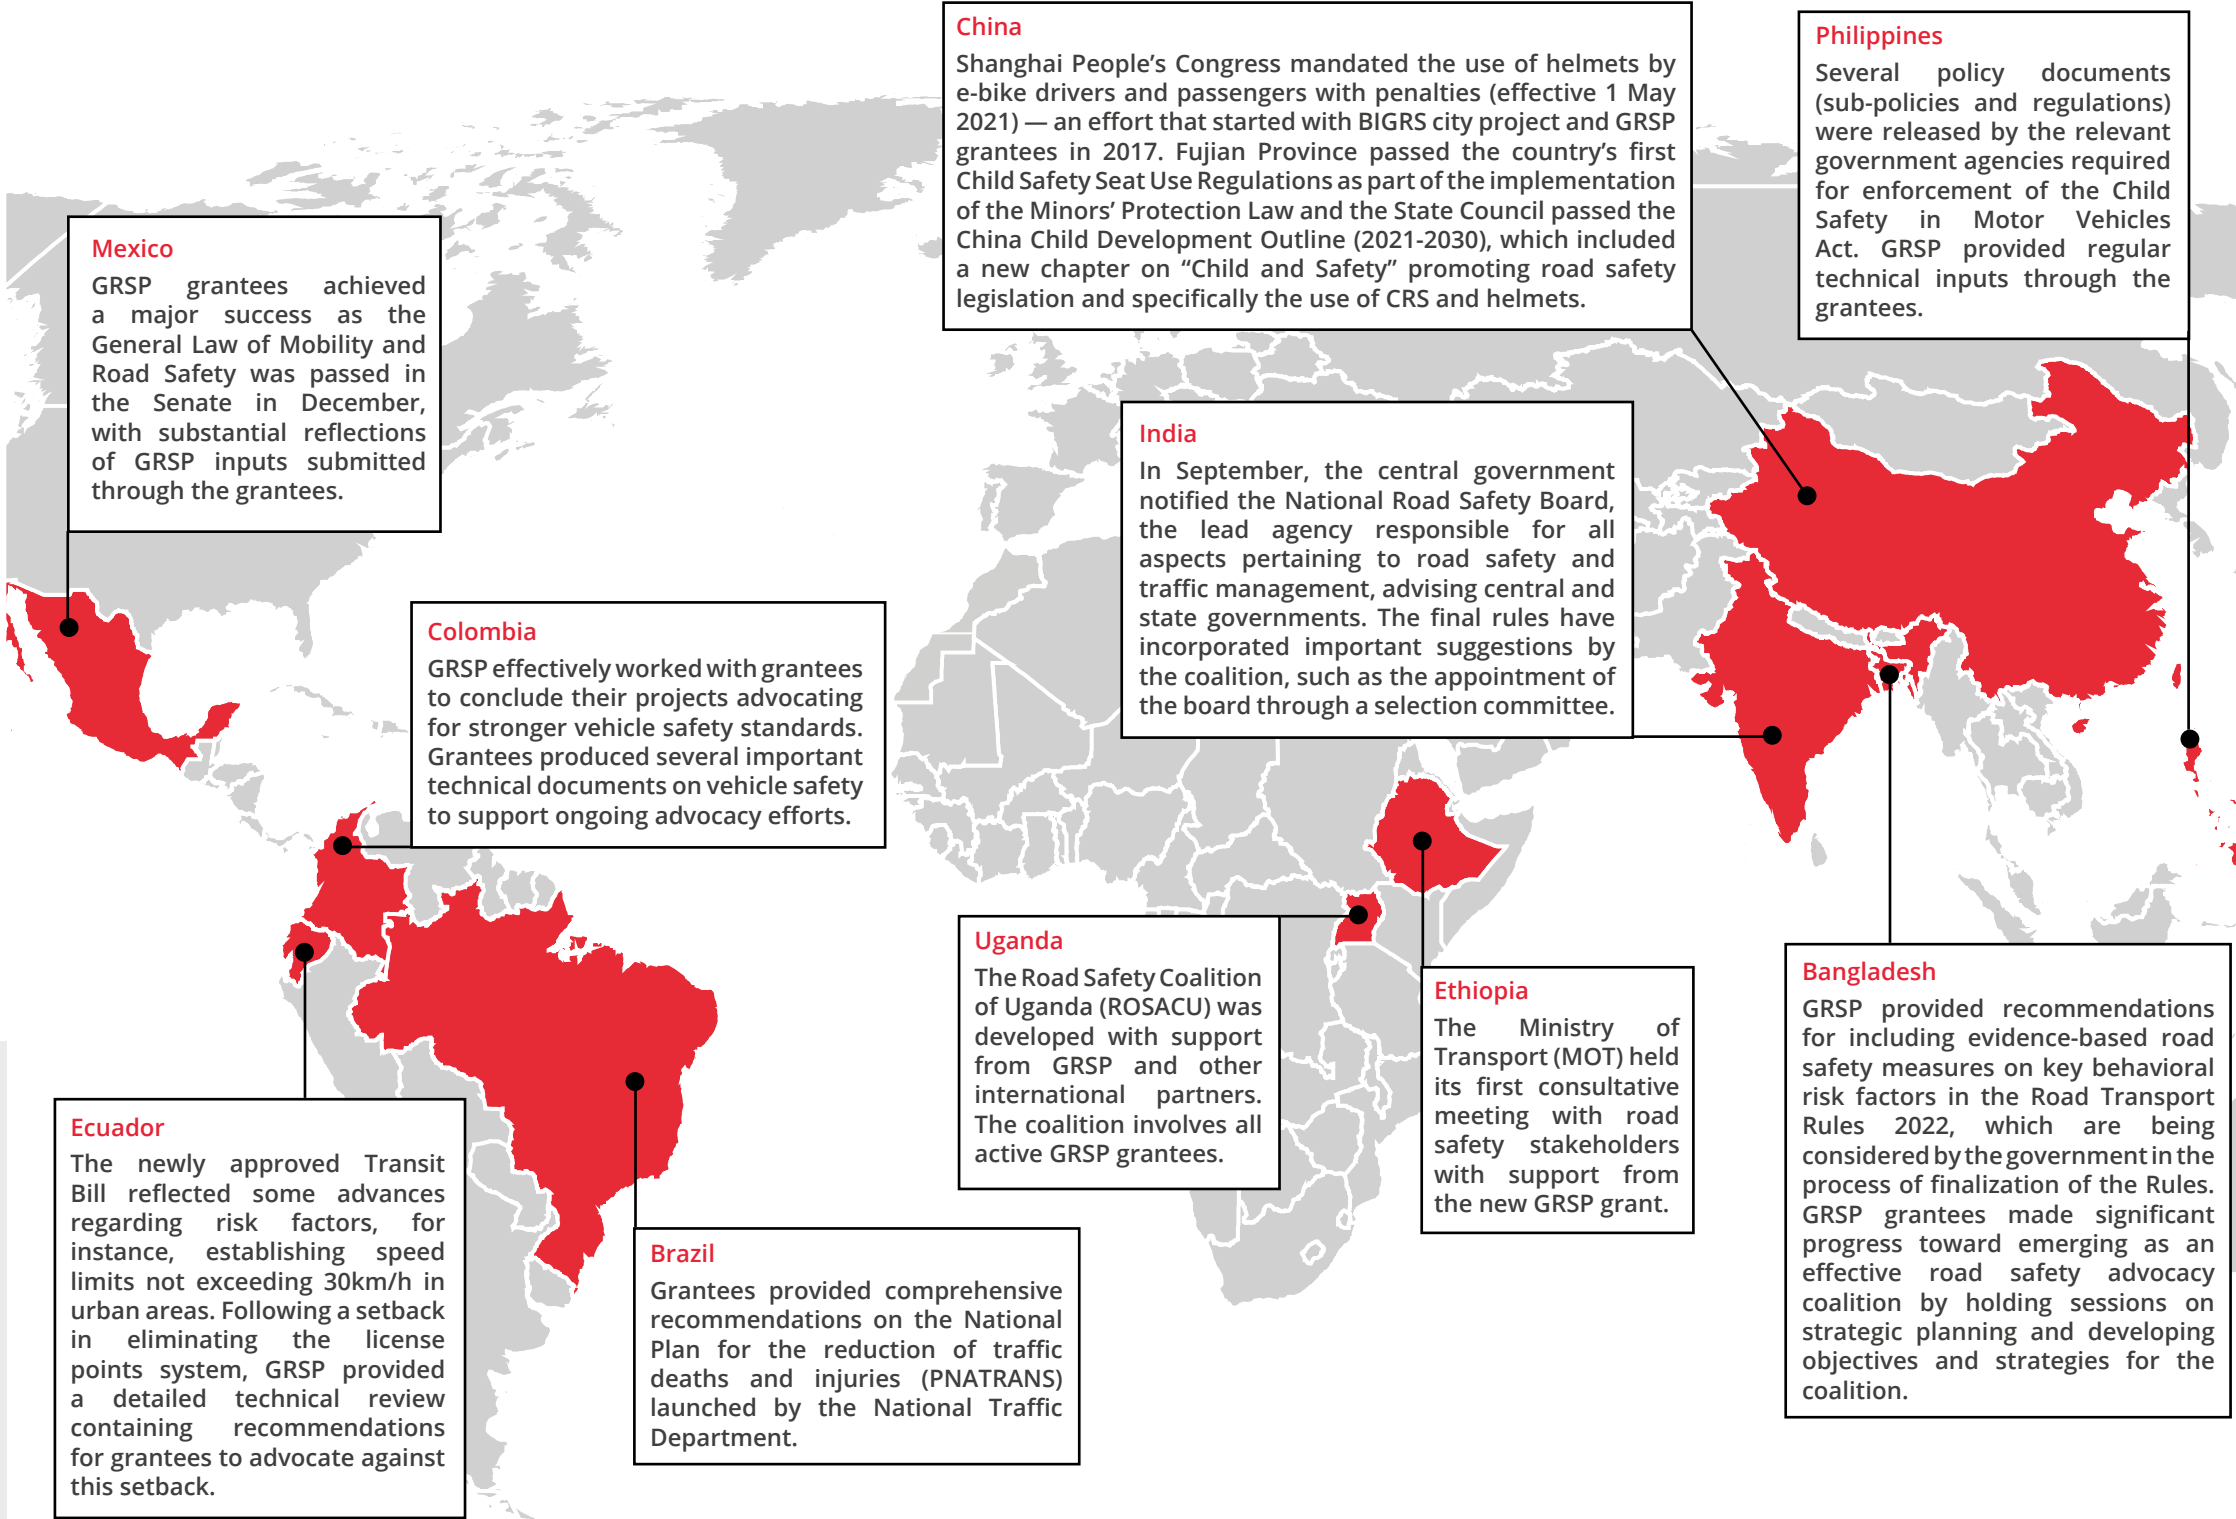 China
Shanghai People’s Congress mandated the use of helmets by
e-bike drivers and passengers with penalties (effective 1 May
2021) — an effort that started with BIGRS city project and GRSP
grantees in 2017. Fujian Province passed the country’s first
Child Safety Seat Use Regulations as part of the implementation
of the Minors’ Protection Law and the State Council passed the
China Child Development Outline (2021-2030), which included
a new chapter on “Child and Safety” promoting road safety
legislation and specifically the use of CRS and helmets.
Philippines
Several policy documents
(sub-policies and regulations)
were released by the relevant
government agencies required
for enforcement of the Child
Safety in Motor Vehicles
Act. GRSP provided regular
technical inputs through the
grantees.
Mexico
GRSP grantees achieved
a major success as the
General Law of Mobility and
Road Safety was passed in
the Senate in December,
with substantial reflections
of GRSP inputs submitted
through the grantees.
India
In September, the central government
notified the National Road Safety Board,
the lead agency responsible for all
aspects pertaining to road safety and
traffic management, advising central and
state governments. The final rules have
incorporated important suggestions by
the coalition, such as the appointment of
the board through a selection committee.
Colombia
GRSP effectively worked with grantees
to conclude their projects advocating
for stronger vehicle safety standards.
Grantees produced several important
technical documents on vehicle safety
to support ongoing advocacy efforts.
Uganda
The Road Safety Coalition
of Uganda (ROSACU) was
developed with support
from GRSP and other
international partners.
The coalition involves all
active GRSP grantees.
Ethiopia
The Ministry of
Transport (MOT) held
its first consultative
meeting with road
safety stakeholders
with support from
the new GRSP grant.
Bangladesh
GRSP provided recommendations
for including evidence-based road
safety measures on key behavioral
risk factors in the Road Transport
Rules 2022, which are being
considered by the government in the
process of finalization of the Rules.
GRSP grantees made significant
progress toward emerging as an
effective road safety advocacy
coalition by holding sessions on
strategic planning and developing
objectives and strategies for the
coalition.
Ecuador
The newly approved Transit
Bill reflected some advances
regarding risk factors, for
instance, establishing speed
limits not exceeding 30km/h in
urban areas. Following a setback
in eliminating the license
points system, GRSP provided
a detailed technical review
containing recommendations
for grantees to advocate against
this setback.
Brazil
Grantees provided comprehensive
recommendations on the National
Plan for the reduction of traffic
deaths and injuries (PNATRANS)
launched by the National Traffic
Department.